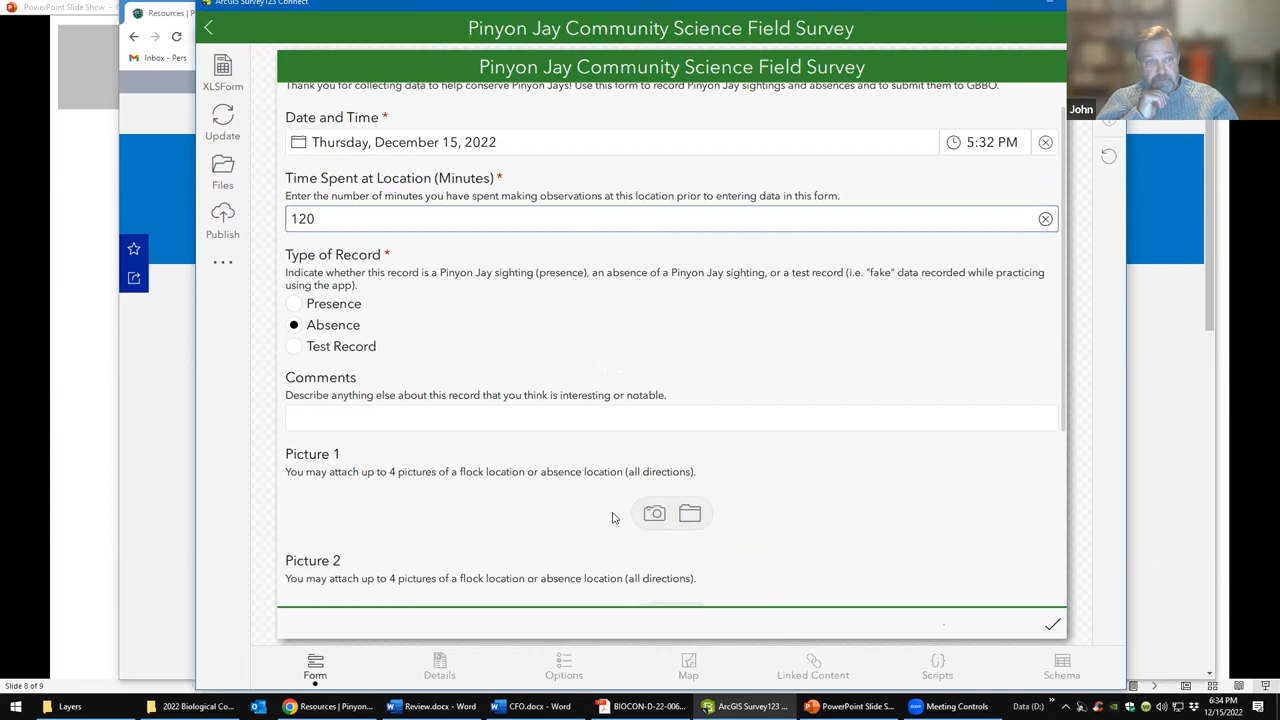 PowerPoint Slide Show
Resources | P
Inbox - Pers
ArcGIS Survey123 Connect
Pinyon Jay Community Science Field Survey
XLSForm
Update
Files
Publish
Pinyon Jay Community Science Field Survey
Thank you for collecting data to help conserve Pinyon Jays! Use this form to record Pinyon Jay sightings and absences and to submit them to GBBO.
Date and Time *
Thursday, December 15, 2022
5:32 PM
Time Spent at Location (Minutes) *
Enter the number of minutes you have spent making observations at this location prior to entering data in this form.
120
Type of Record *
Indicate whether this record is a Pinyon Jay sighting (presence), an absence of a Pinyon Jay sighting, or a test record (i.e. "fake" data recorded while practicing
using the app).
Presence
Absence
Test Record
Comments
Describe anything else about this record that you think is interesting or notable.
Picture 1
You may attach up to 4 pictures of a flock location or absence location (all directions).
Picture 2
You may attach up to 4 pictures of a flock location or absence location (all directions).
Form
Details
Options
Map
Linked Content
Scripts
Schema
John
Slide 8 of 9
Layers
2022 Biological Co...
Resources | Pinyon...
Review.docx - Word
CFO.docx - Word
BIOCON-D-22-006...
ArcGIS Survey123 ...
PowerPoint Slide S...
Meeting Controls
Data (D:)
6:34 PM
12/15/2022